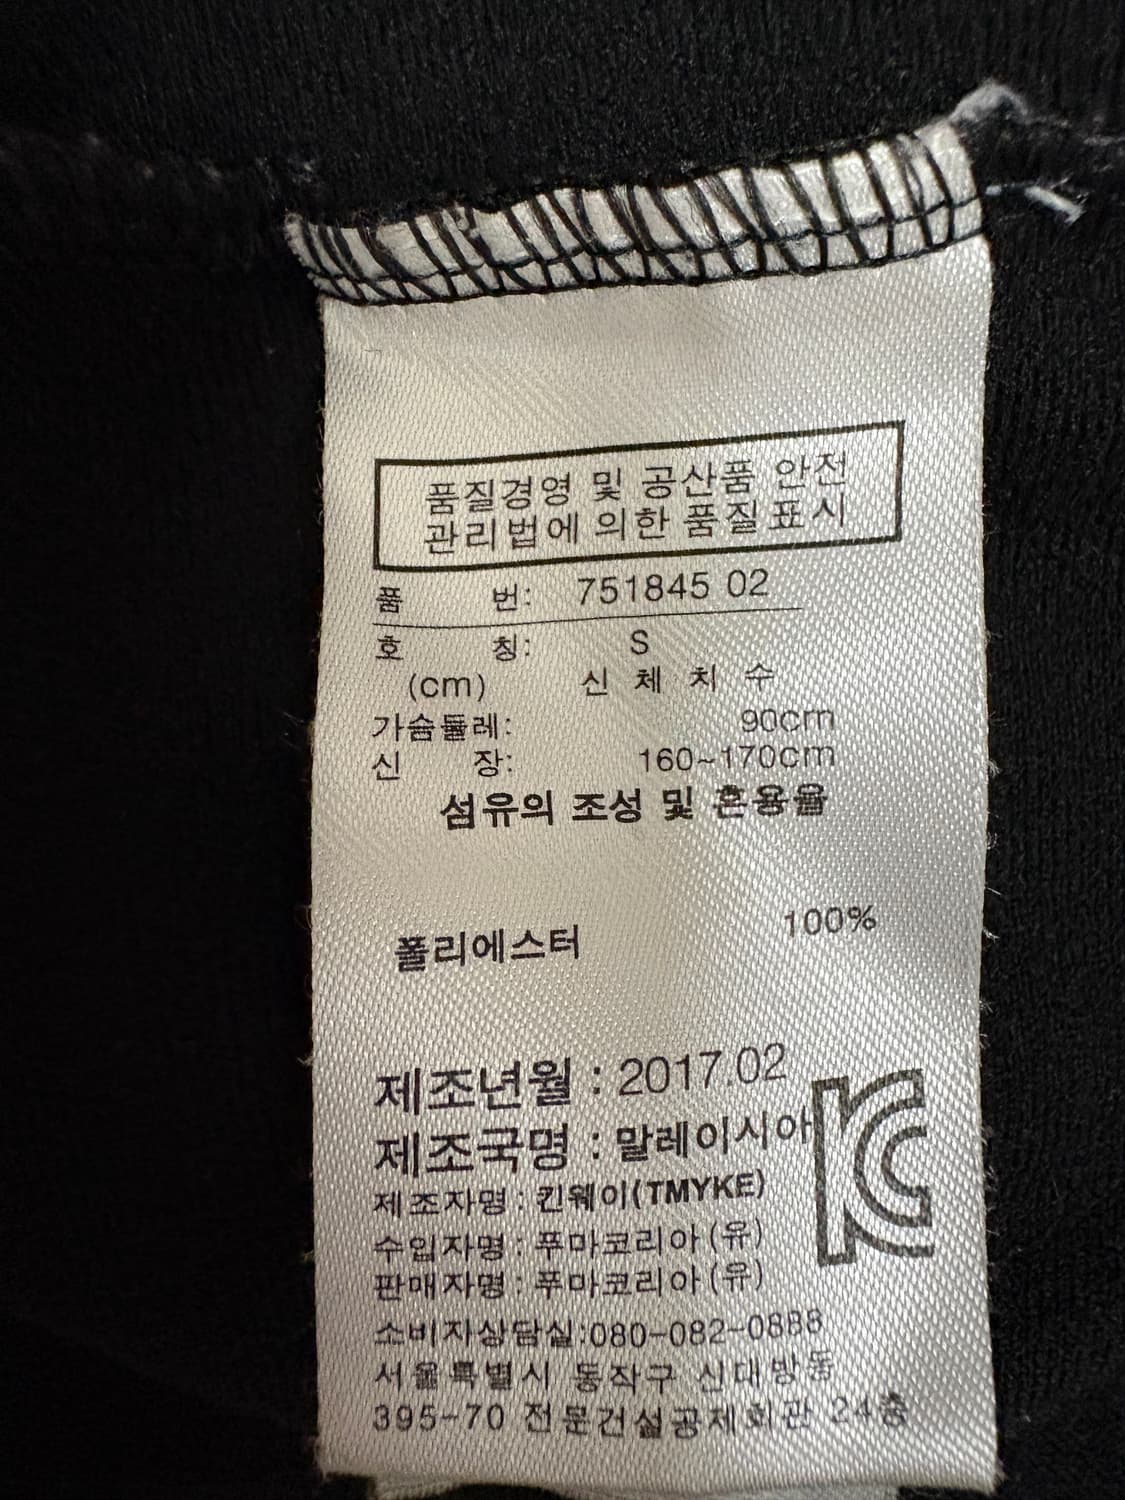 품질경영 및 공산품 안전
관리법에 의한 품질표시
품 번: 751845 02
호 칭: S
(cm) 신 체 치 수
가슴둘레: 90cm
신 장: 160~170cm
섬유의 조성 및 혼용율
폴리에스터 100%
제조년월 : 2017.02
제조국명 : 말레이시아
제조자명 : 킨웨이(TMYKE)
수입자명 : 푸마코리아(유)
판매자명 : 푸마코리아(유)
소비자상담실:080-082-0888
서울특별시 동작구 신대방동
395-70 전문건설공제회관 24층
KC